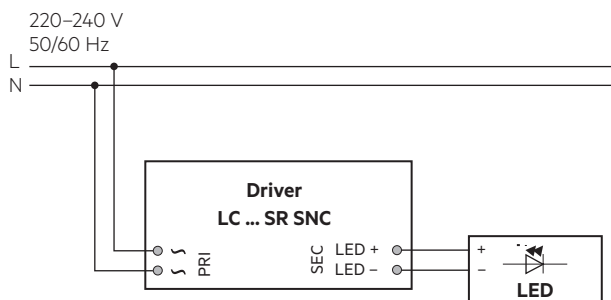 220–240 V
50/60 Hz
L
N
Driver
LC ... SR SNC
~ PRI SEC LED + +
~ LED – –
LED